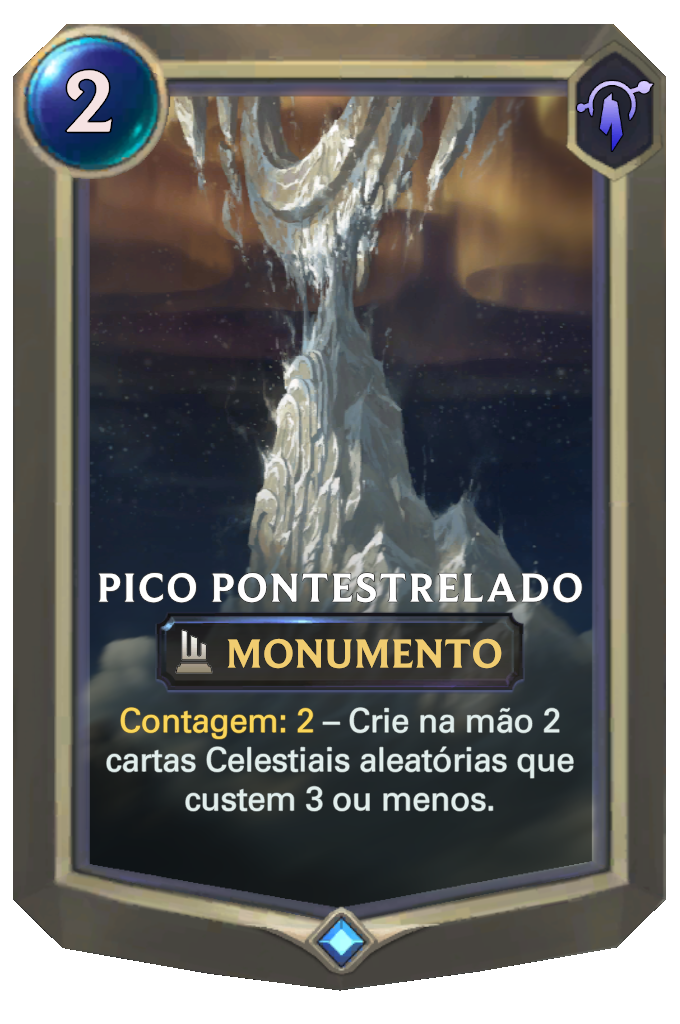 2
PICO PONTESTRELADO
MONUMENTO
Contagem: 2 – Crie na mão 2
cartas Celestiais aleatórias que
custem 3 ou menos.